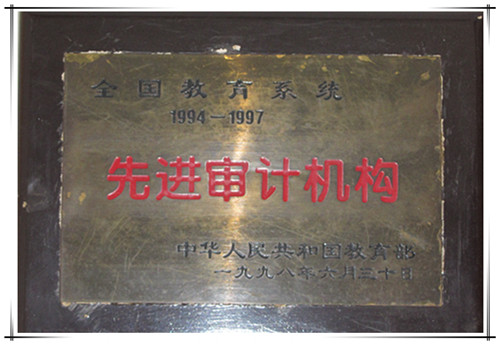 全国教育系统
1994－1997
先进审计机构
中华人民共和国教育部
一九九八年六月三十日